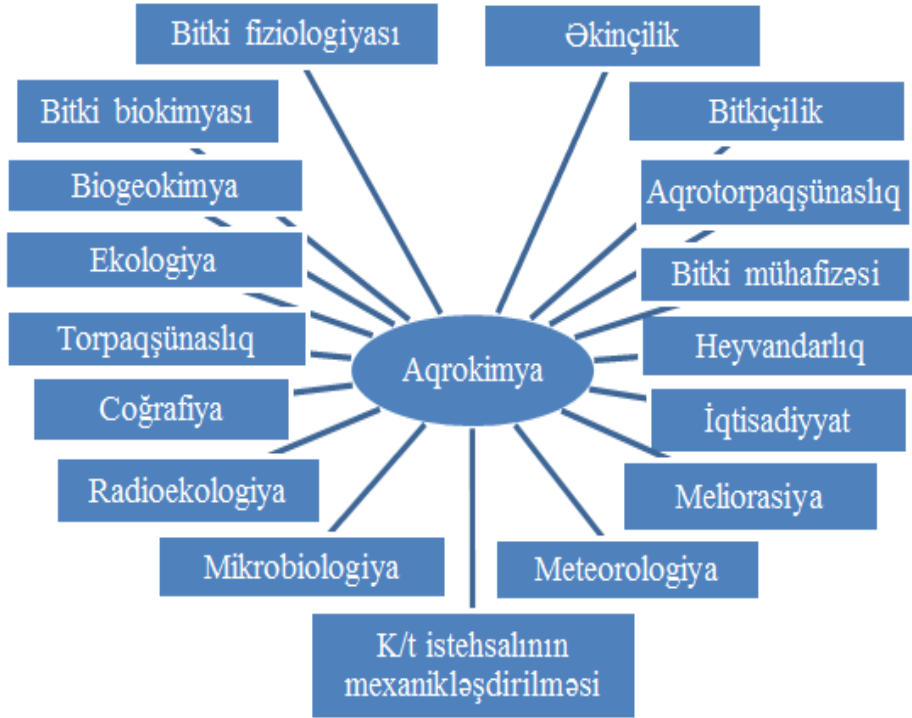 Bitki fiziologiyası
Əkinçilik
Bitki biokimyası
Bitkiçilik
Biogeokimya
Aqrotorpaqşünaslıq
Ekologiya
Bitki mühafizəsi
Torpaqşünaslıq
Heyvandarlıq
Aqrokimya
Coğrafiya
İqtisadiyyat
Radioekologiya
Meliorasiya
Mikrobiologiya
Meteorologiya
K/t istehsalının
mexanikləşdirilməsi